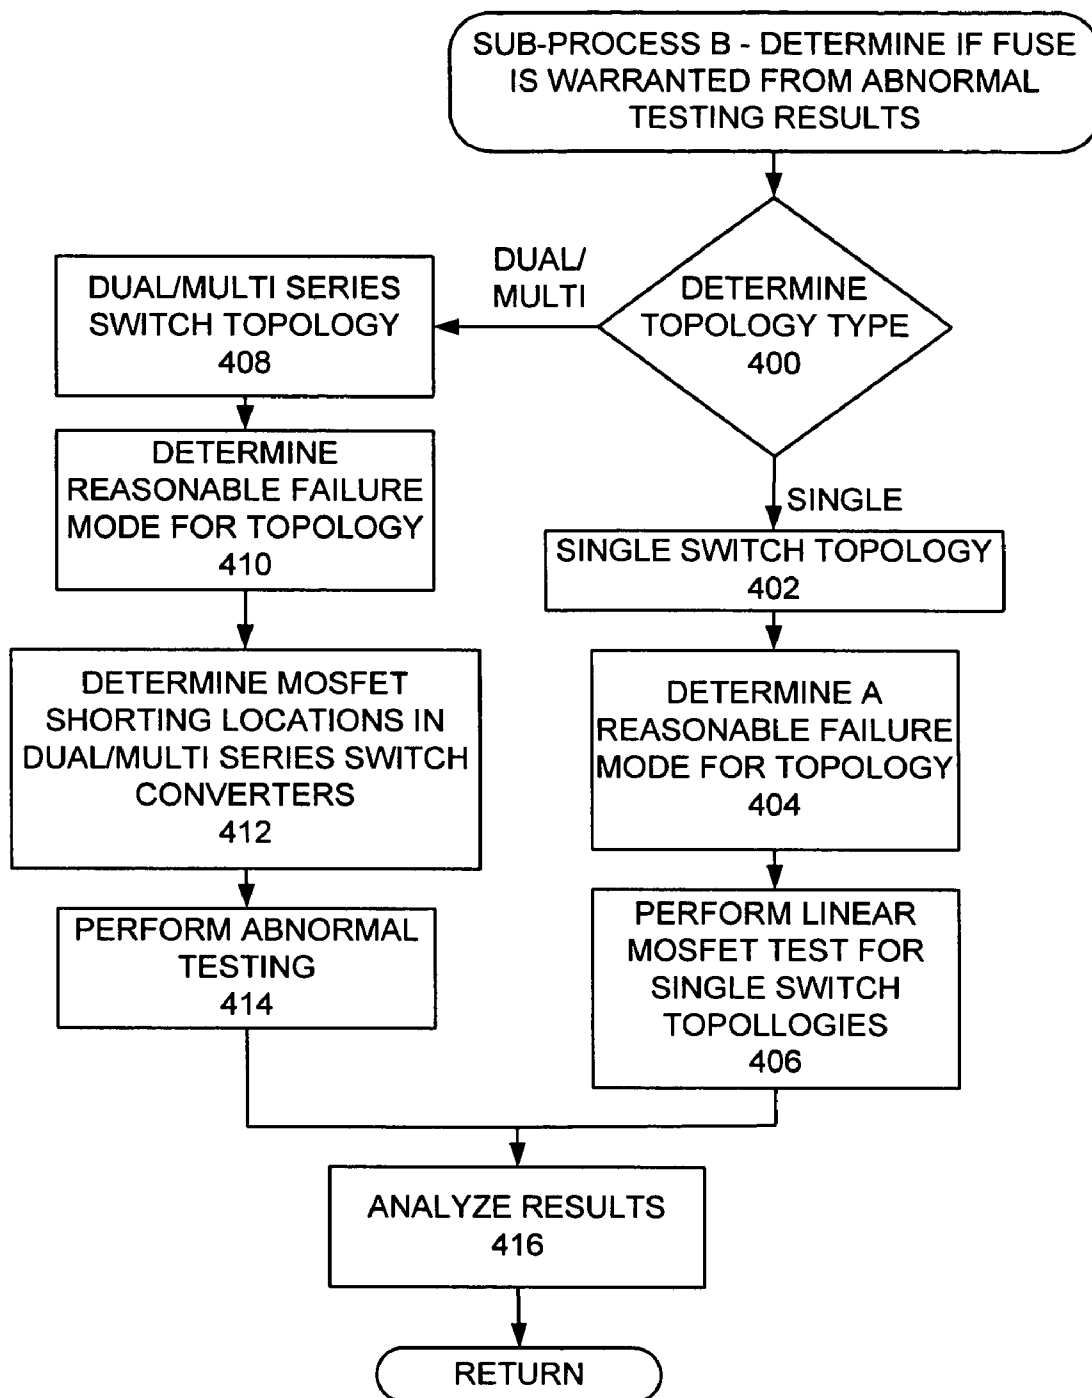 SUB-PROCESS B - DETERMINE IF FUSE
IS WARRANTED FROM ABNORMAL
TESTING RESULTS
DETERMINE
TOPOLOGY TYPE
400
DUAL/
MULTI
DUAL/MULTI SERIES
SWITCH TOPOLOGY
408
DETERMINE
REASONABLE FAILURE
MODE FOR TOPOLOGY
410
DETERMINE MOSFET
SHORTING LOCATIONS IN
DUAL/MULTI SERIES SWITCH
CONVERTERS
412
PERFORM ABNORMAL
TESTING
414
SINGLE
SINGLE SWITCH TOPOLOGY
402
DETERMINE A
REASONABLE FAILURE
MODE FOR TOPOLOGY
404
PERFORM LINEAR
MOSFET TEST FOR
SINGLE SWITCH
TOPOLLOGIES
406
ANALYZE RESULTS
416
RETURN